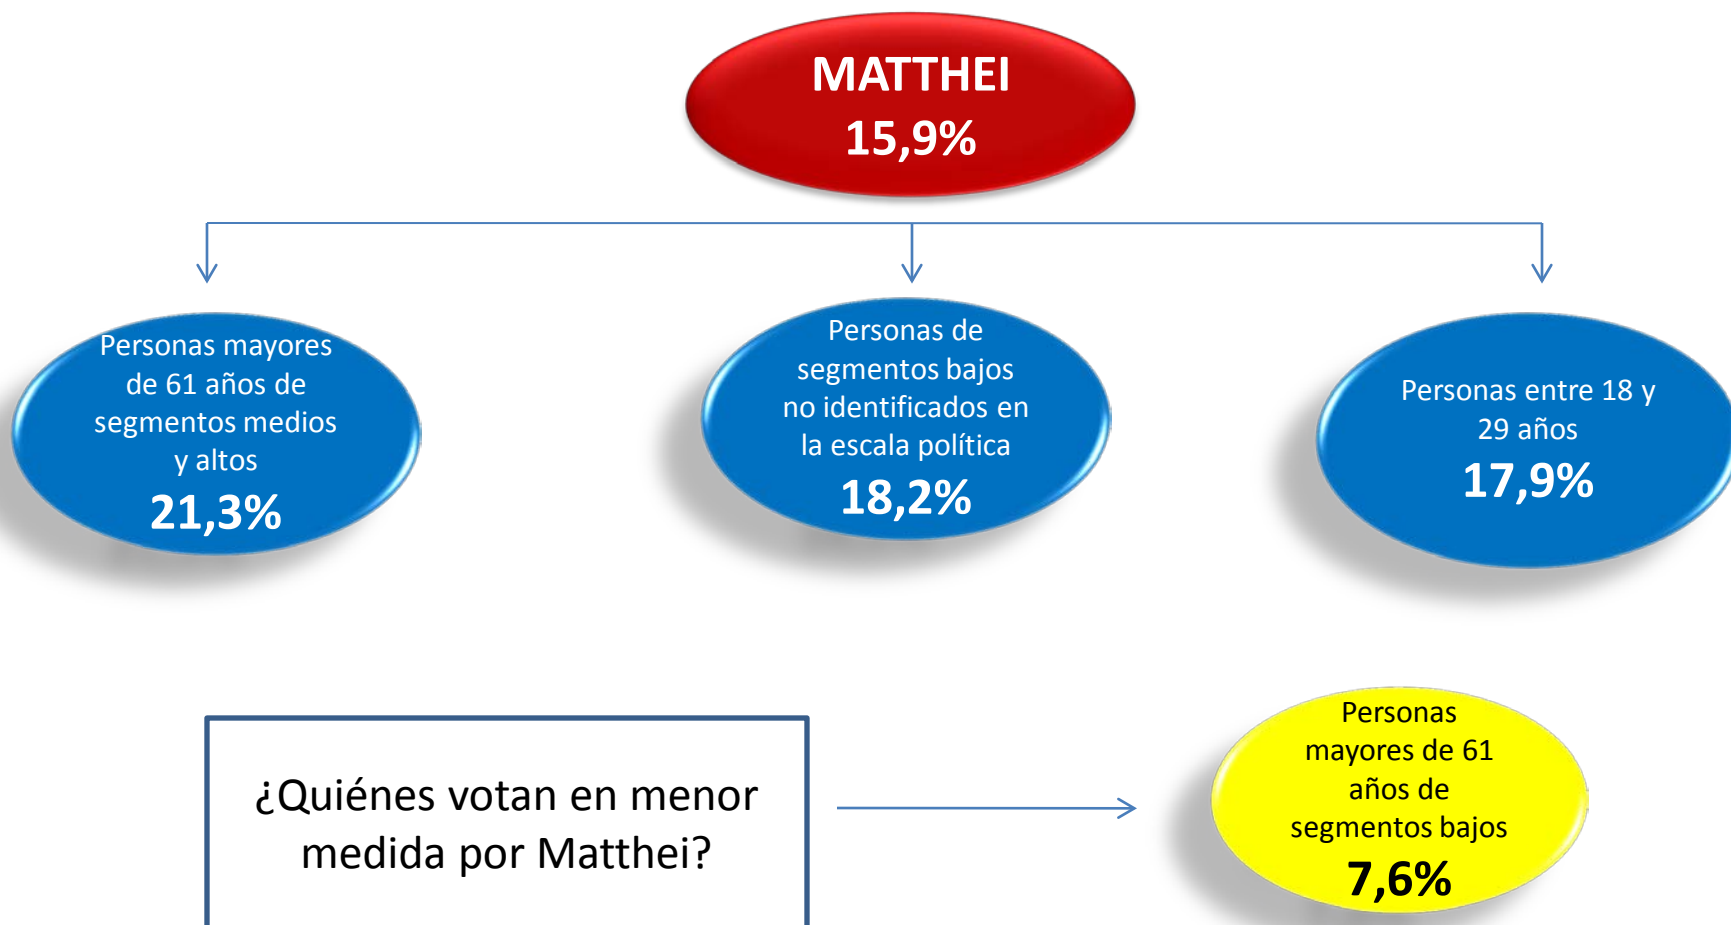 MATTHEI
15,9%
Personas mayores
de 61 años de
segmentos medios
y altos
21,3%
Personas de
segmentos bajos
no identificados en
la escala política
18,2%
Personas entre 18 y
29 años
17,9%
¿Quiénes votan en menor
medida por Matthei?
Personas
mayores de 61
años de
segmentos bajos
7,6%